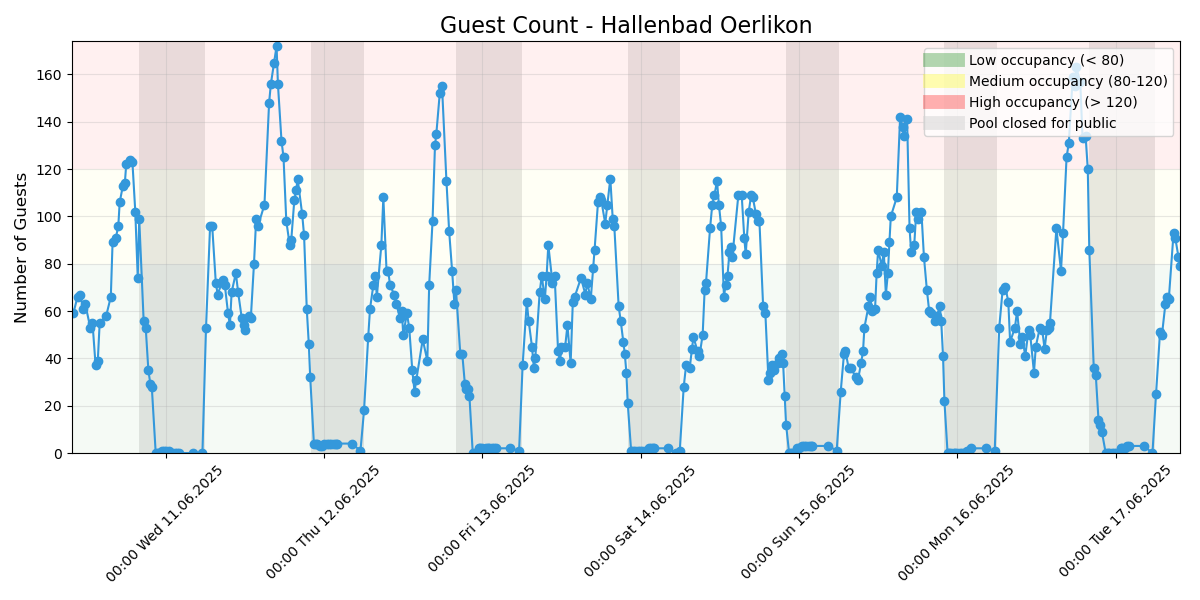 Guest Count - Hallenbad Oerlikon
Number of Guests
160
140
120
100
80
60
40
20
0
Low occupancy (< 80)
Medium occupancy (80-120)
High occupancy (> 120)
Pool closed for public
00:00 Wed 11.06.2025
00:00 Thu 12.06.2025
00:00 Fri 13.06.2025
00:00 Sat 14.06.2025
00:00 Sun 15.06.2025
00:00 Mon 16.06.2025
00:00 Tue 17.06.2025